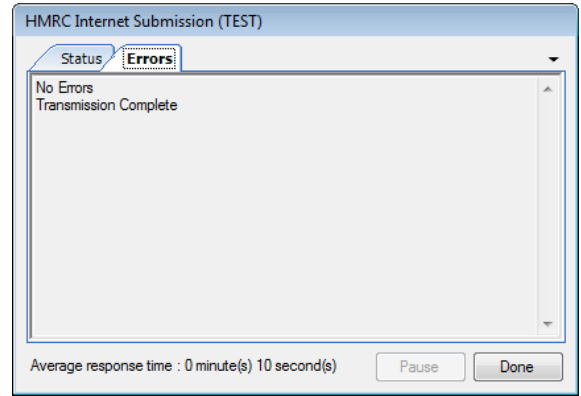 HMRC Internet Submission (TEST)
Status Errors
No Errors
Transmission Complete
Average response time : 0 minute(s) 10 second(s) Pause Done